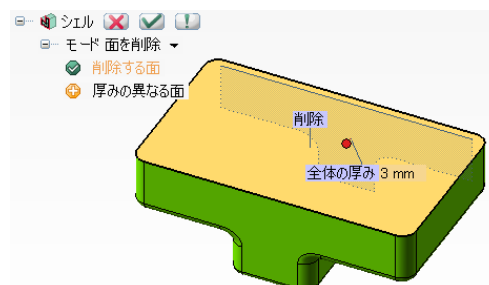 シェル
モード 面を削除
削除する面
厚みの異なる面
削除
全体の厚み 3 mm